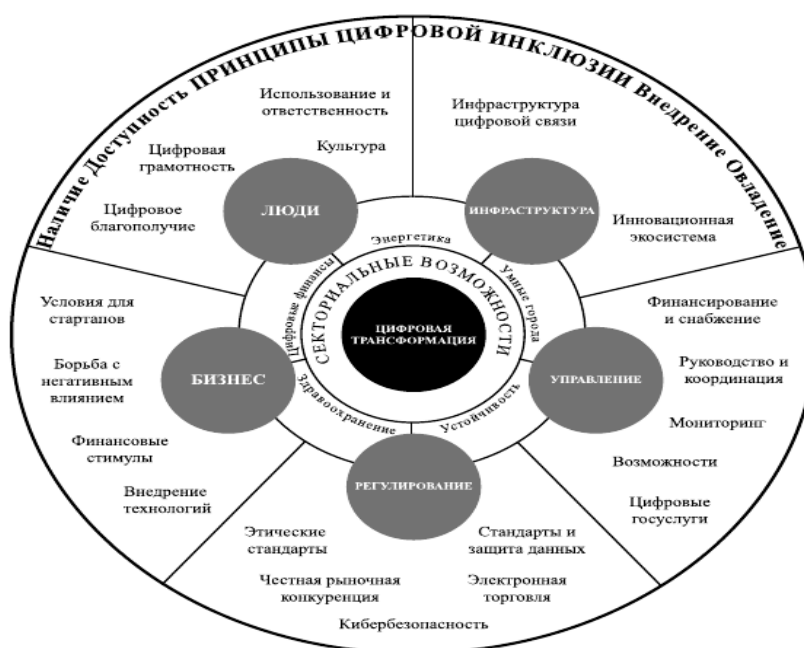 Наличие Доступность ПРИНЦИПЫ ЦИФРОВОЙ ИНКЛЮЗИИ Внедрение Овладение
Использование и
ответственность
Цифровая
грамотность
Культура
Цифровое
благополучие
ЛЮДИ
Инфраструктура
цифровой связи
ИНФРАСТРУКТУРА
Инновационная
экосистема
Энергетика
Цифровые финансы
Умные города
СЕКТОРИАЛЬНЫЕ ВОЗМОЖНОСТИ
ЦИФРОВАЯ
ТРАНСФОРМАЦИЯ
Здравоохранение
Устойчивость
Условия для
стартапов
Борьба с
негативным
влиянием
Финансовые
стимулы
Внедрение
технологий
БИЗНЕС
УПРАВЛЕНИЕ
Финансирование
и снабжение
Руководство и
координация
Мониторинг
Возможности
Цифровые
госуслуги
РЕГУЛИРОВАНИЕ
Этические
стандарты
Стандарты и
защита данных
Честная рыночная
конкуренция
Электронная
торговля
Кибербезопасность